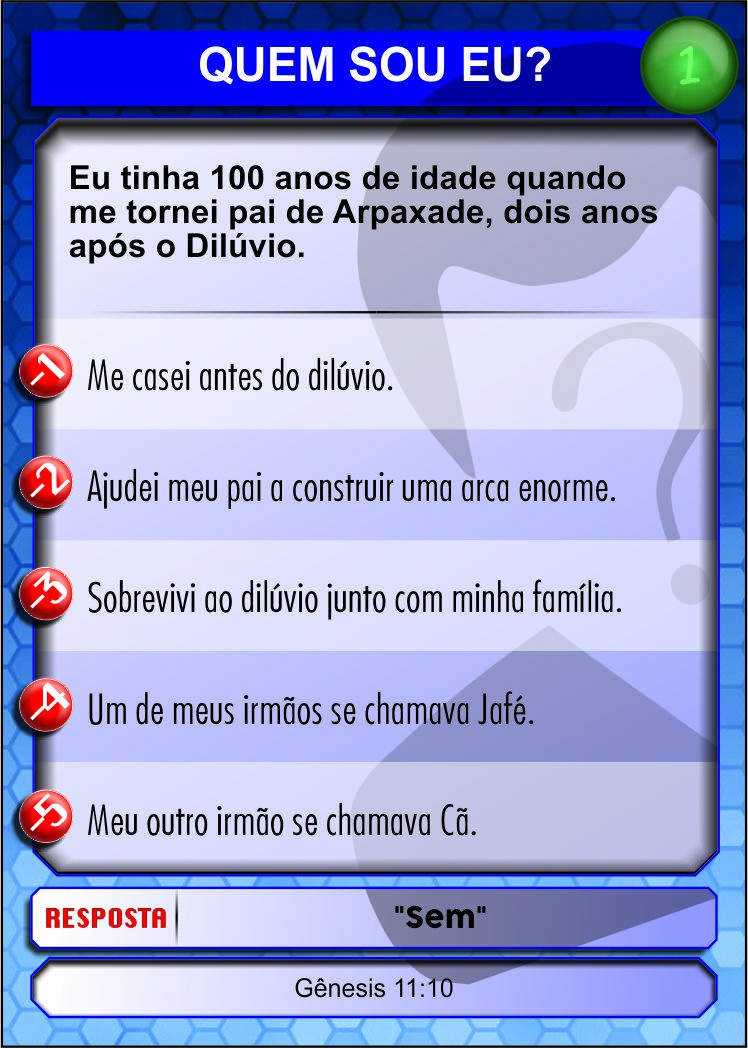 QUEM SOU EU?
1
Eu tinha 100 anos de idade quando
me tornei pai de Arpaxade, dois anos
após o Dilúvio.
1 Me casei antes do dilúvio.
2 Ajudei meu pai a construir uma arca enorme.
3 Sobrevivi ao dilúvio junto com minha família.
4 Um de meus irmãos se chamava Jafé.
5 Meu outro irmão se chamava Cã.
RESPOSTA "Sem"
Gênesis 11:10